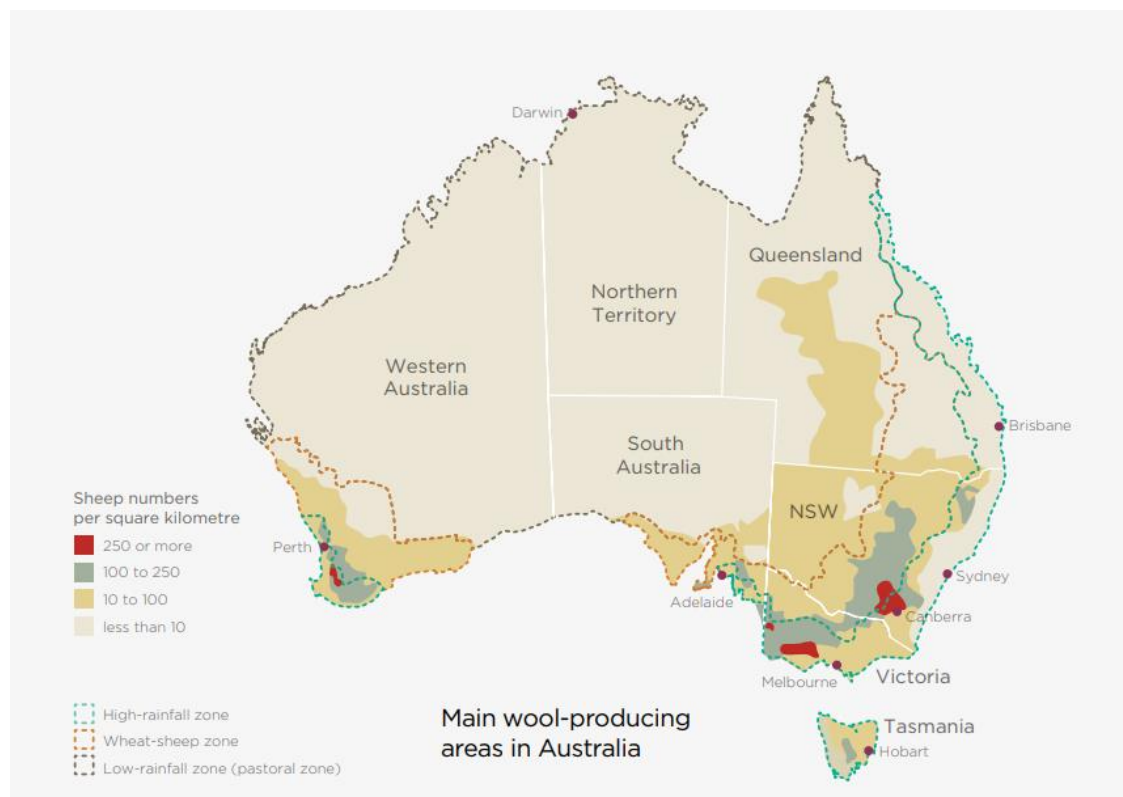 Darwin
Queensland
Northern
Territory
Western
Australia
South
Australia
Brisbane
NSW
Sheep numbers
per square kilometre
250 or more
100 to 250
10 to 100
less than 10
Perth
Adelaide
Sydney
Canberra
Melbourne
Victoria
High-rainfall zone
Wheat-sheep zone
Low-rainfall zone (pastoral zone)
Main wool-producing
areas in Australia
Tasmania
Hobart